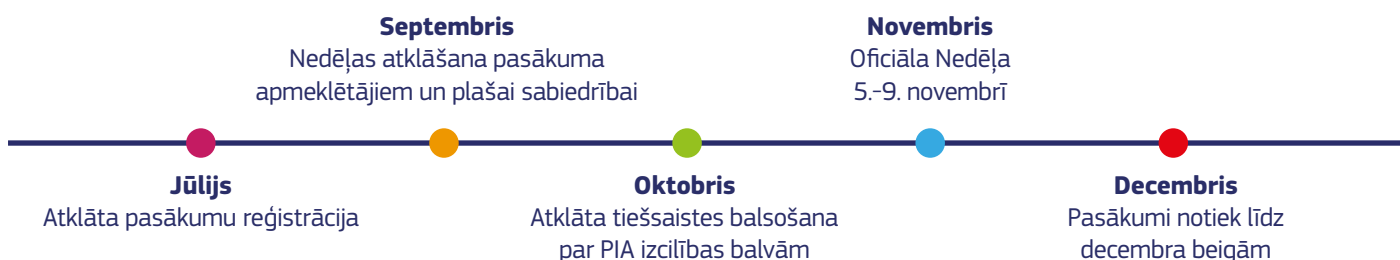 Septembris
Nedēļas atklāšana pasākuma
apmeklētājiem un plašai sabiedrībai
Novembris
Oficiāla Nedēļa
5.-9. novembrī
Jūlijs
Atklāta pasākumu reģistrācija
Oktobris
Atklāta tiešsaistes balsošana
par PIA izcilības balvām
Decembris
Pasākumi notiek līdz
decembra beigām